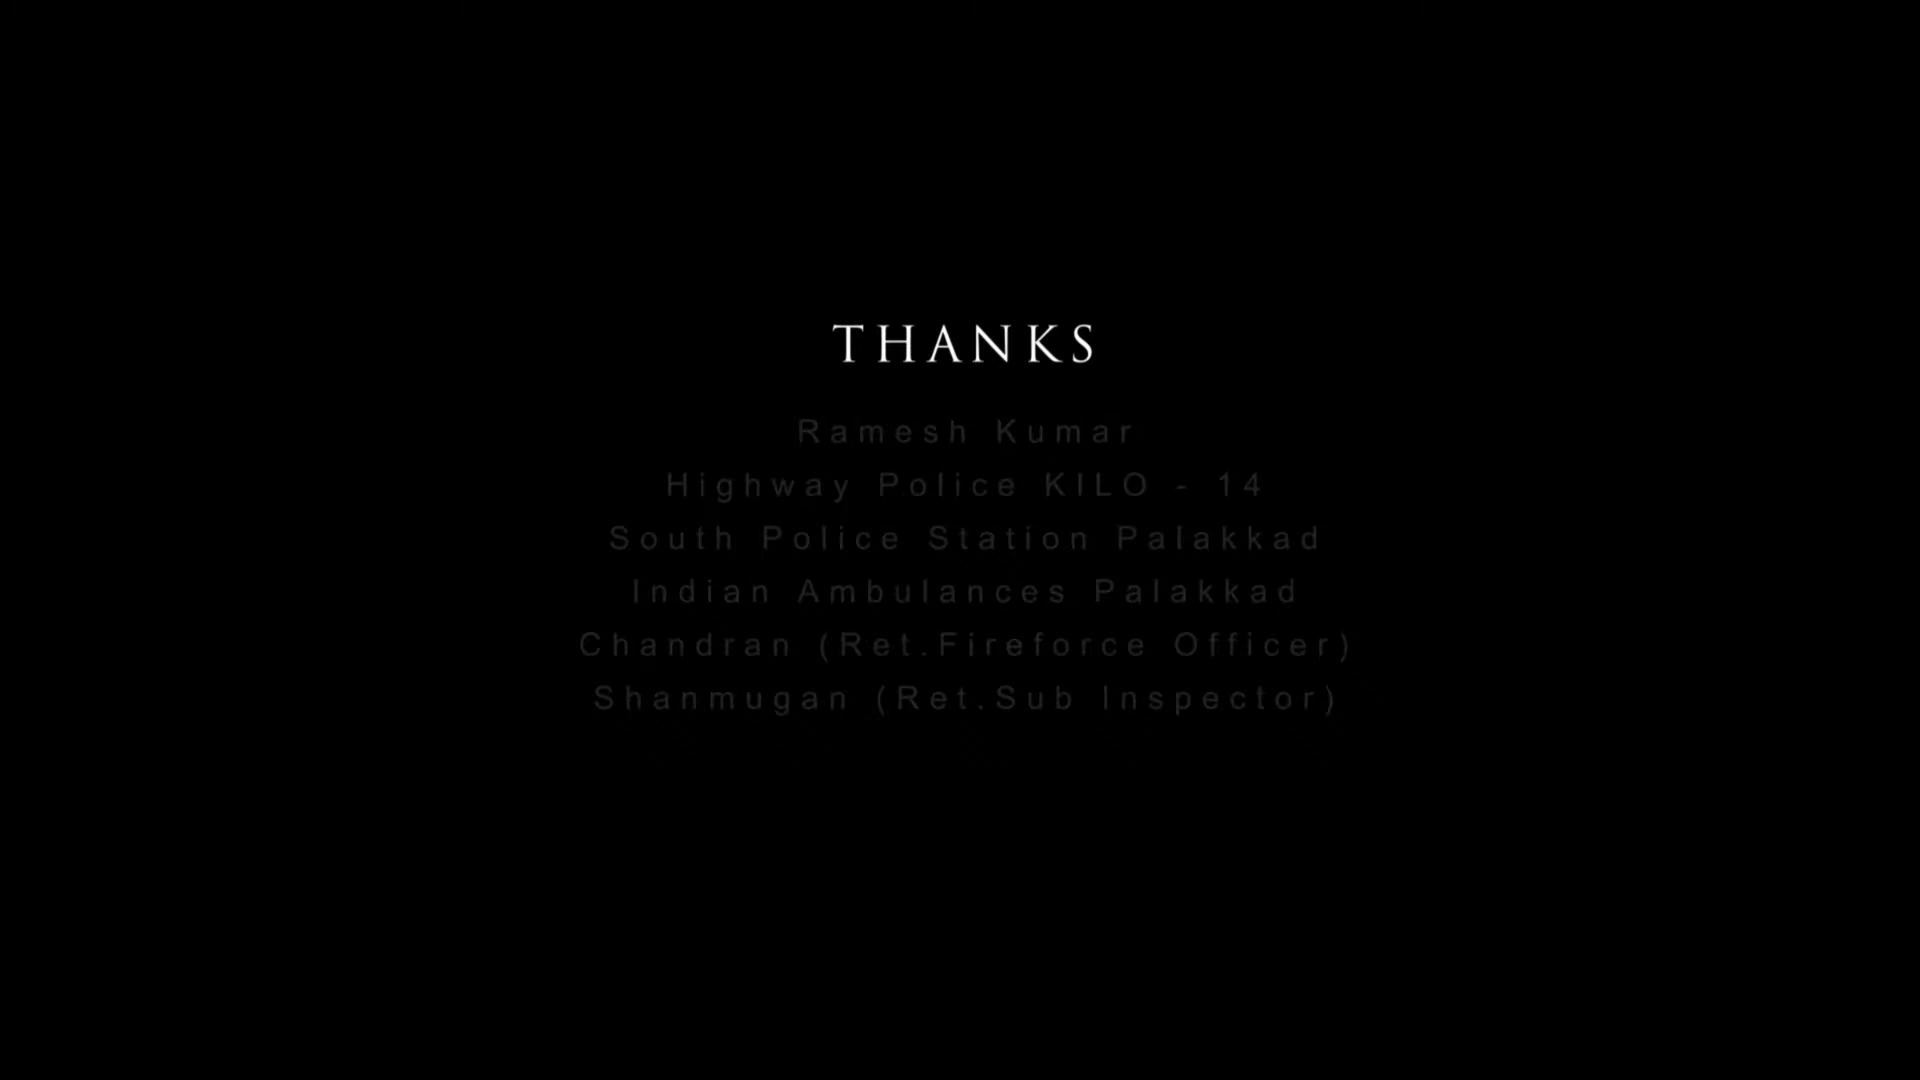 THANKS
Ramesh Kumar
Highway Police KILO - 14
South Police Station Palakkad
Indian Ambulances Palakkad
Chandran (Ret.Fireforce Officer)
Shanmugan (Ret.Sub Inspector)